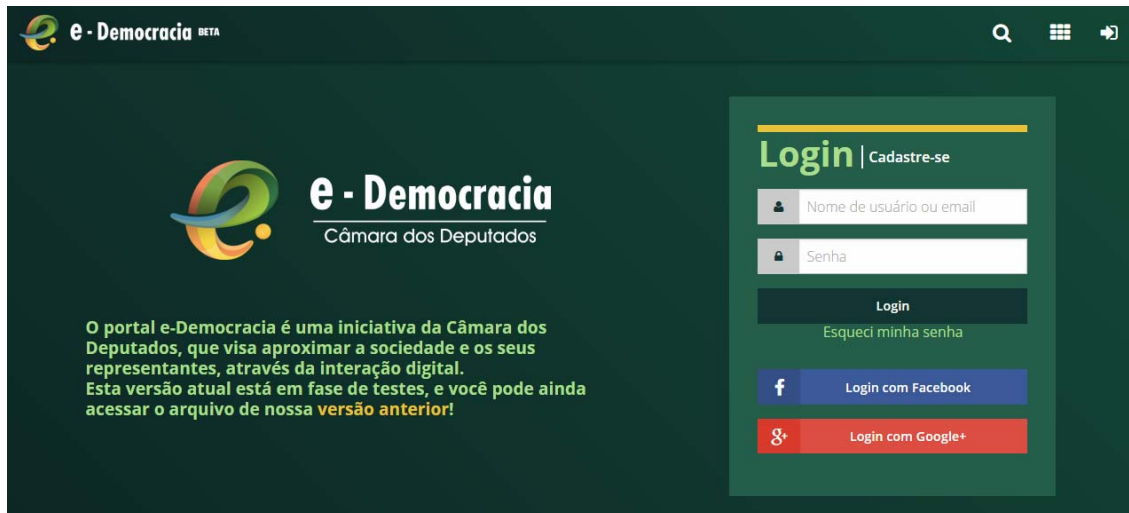 e - Democracia BETA
e - Democracia
Câmara dos Deputados
O portal e-Democracia é uma iniciativa da Câmara dos
Deputados, que visa aproximar a sociedade e os seus
representantes, através da interação digital.
Esta versão atual está em fase de testes, e você pode ainda
acessar o arquivo de nossa versão anterior!
Login | Cadastre-se
Nome de usuário ou email
Senha
Login
Esqueci minha senha
f Login com Facebook
g+ Login com Google+